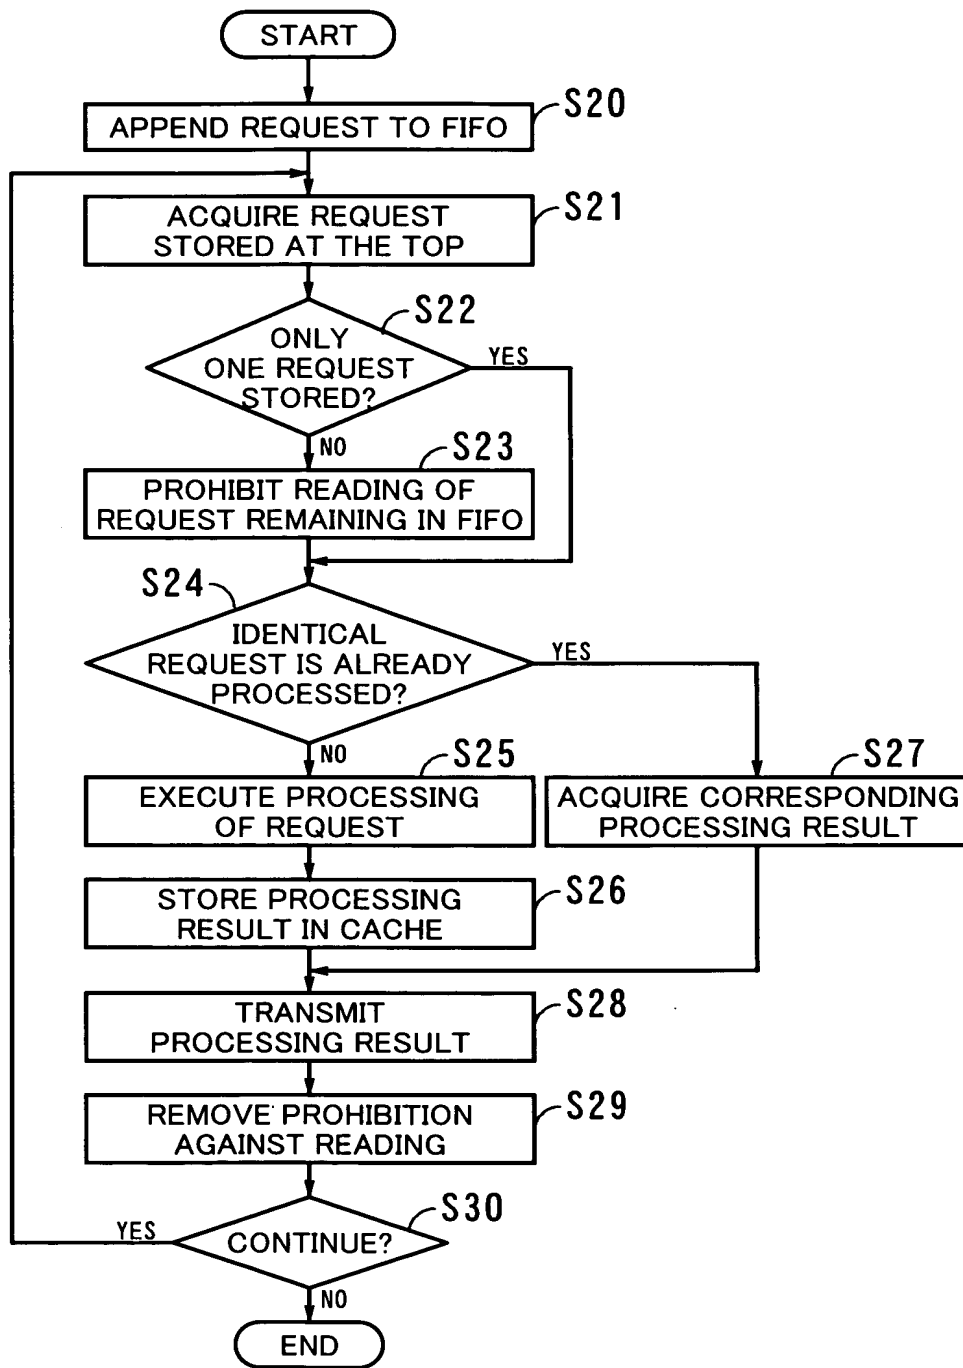 START
S20
APPEND REQUEST TO FIFO
S21
ACQUIRE REQUEST
STORED AT THE TOP
S22
ONLY
ONE REQUEST
STORED?
YES
NO
S23
PROHIBIT READING OF
REQUEST REMAINING IN FIFO
S24
IDENTICAL
REQUEST IS ALREADY
PROCESSED?
YES
NO
S25
EXECUTE PROCESSING
OF REQUEST
S27
ACQUIRE CORRESPONDING
PROCESSING RESULT
S26
STORE PROCESSING
RESULT IN CACHE
S28
TRANSMIT
PROCESSING RESULT
S29
REMOVE PROHIBITION
AGAINST READING
S30
YES
CONTINUE?
NO
END